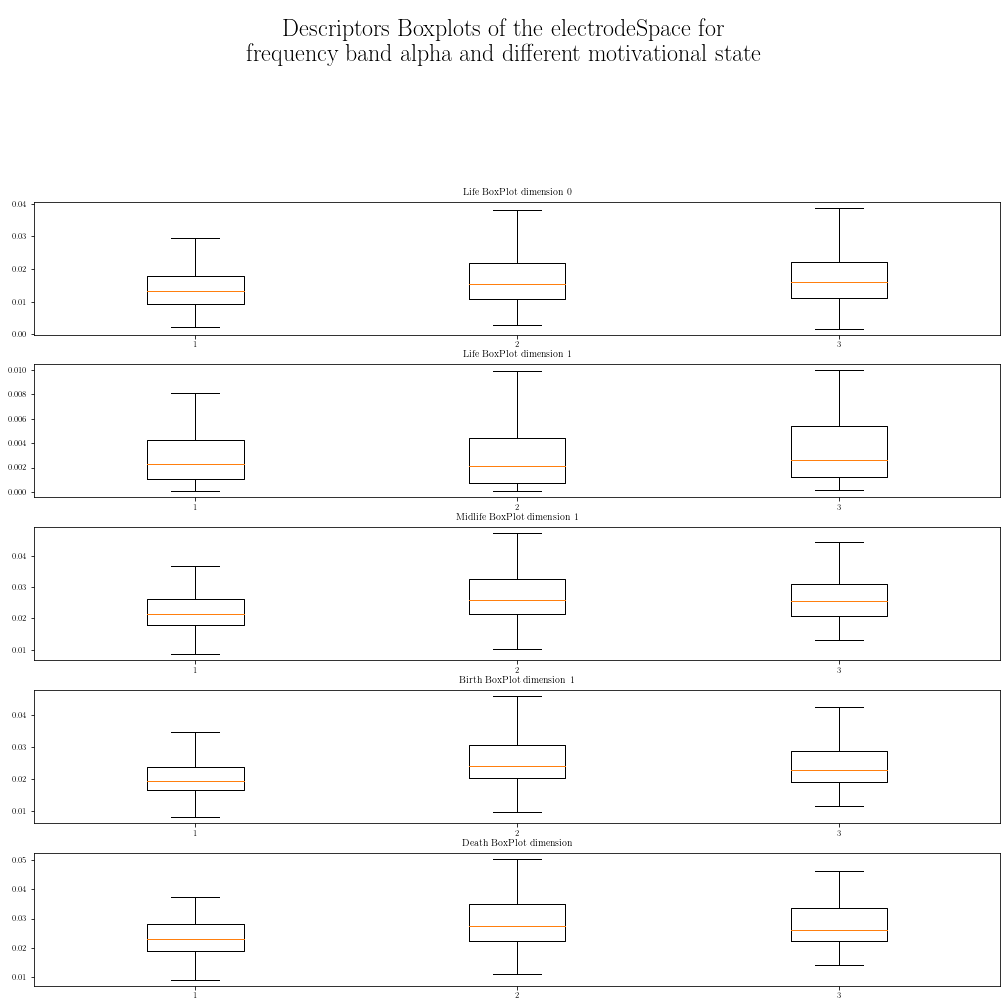 Descriptors Boxplots of the electrodeSpace for
frequency band alpha and different motivational state
Life BoxPlot dimension 0
0.04
0.03
0.02
0.01
0.00
1 2 3
Life BoxPlot dimension 1
0.010
0.008
0.006
0.004
0.002
0.000
1 2 3
Midlife BoxPlot dimension 1
0.04
0.03
0.02
0.01
1 2 3
Birth BoxPlot dimension 1
0.04
0.03
0.02
0.01
1 2 3
Death BoxPlot dimension
0.05
0.04
0.03
0.02
0.01
1 2 3